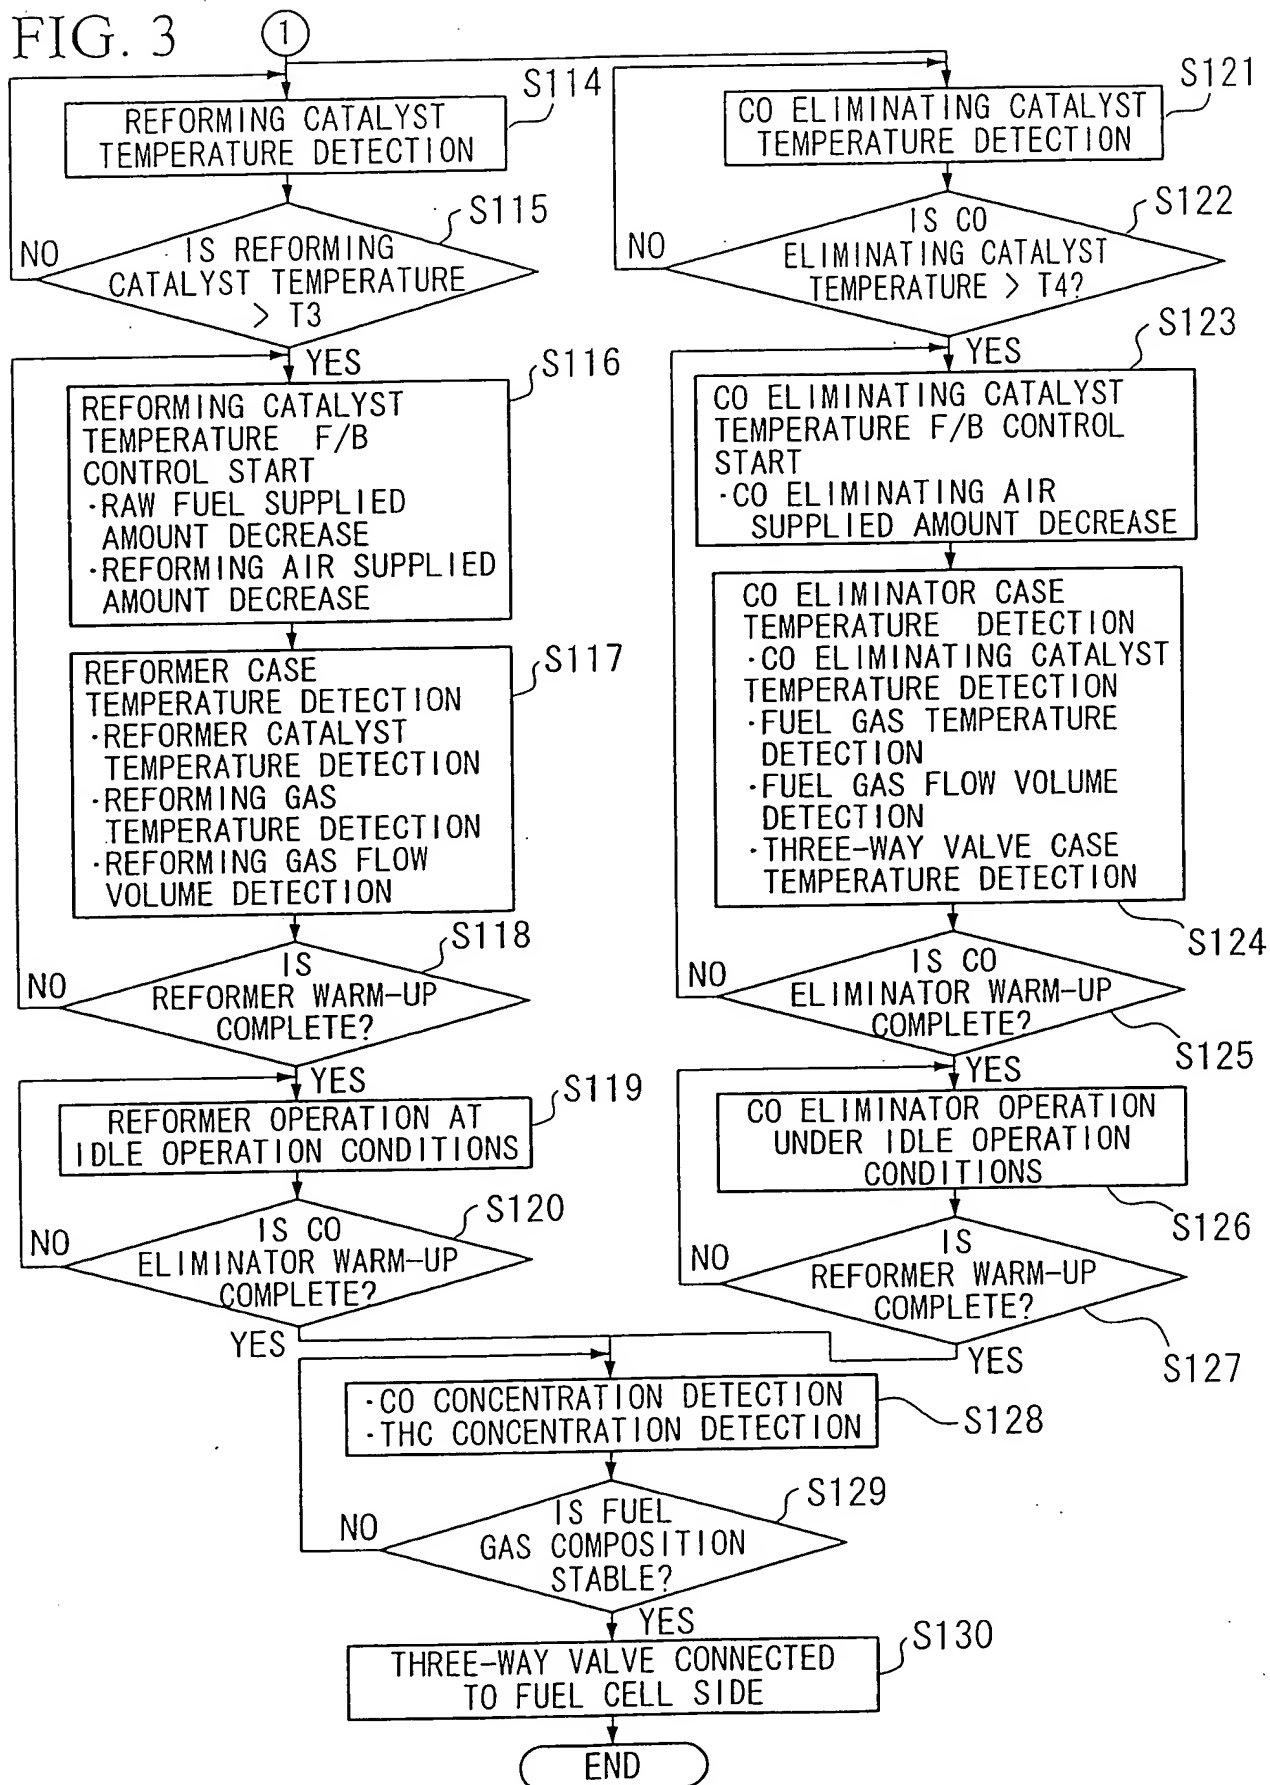 FIG. 3
1
S114
REFORMING CATALYST
TEMPERATURE DETECTION
S115
IS REFORMING
CATALYST TEMPERATURE
> T3
NO
YES
S116
REFORMING CATALYST
TEMPERATURE F/B
CONTROL START
·RAW FUEL SUPPLIED
AMOUNT DECREASE
·REFORMING AIR SUPPLIED
AMOUNT DECREASE
S117
REFORMER CASE
TEMPERATURE DETECTION
·REFORMER CATALYST
TEMPERATURE DETECTION
·REFORMING GAS
TEMPERATURE DETECTION
·REFORMING GAS FLOW
VOLUME DETECTION
S118
IS
REFORMER WARM-UP
COMPLETE?
NO
YES
S119
REFORMER OPERATION AT
IDLE OPERATION CONDITIONS
S120
IS CO
ELIMINATOR WARM-UP
COMPLETE?
NO
YES
S121
CO ELIMINATING CATALYST
TEMPERATURE DETECTION
S122
IS CO
ELIMINATING CATALYST
TEMPERATURE > T4?
NO
YES
S123
CO ELIMINATING CATALYST
TEMPERATURE F/B CONTROL
START
·CO ELIMINATING AIR
SUPPLIED AMOUNT DECREASE
CO ELIMINATOR CASE
TEMPERATURE DETECTION
·CO ELIMINATING CATALYST
TEMPERATURE DETECTION
·FUEL GAS TEMPERATURE
DETECTION
·FUEL GAS FLOW VOLUME
DETECTION
·THREE-WAY VALVE CASE
TEMPERATURE DETECTION
S124
IS CO
ELIMINATOR WARM-UP
COMPLETE?
NO
S125
YES
CO ELIMINATOR OPERATION
UNDER IDLE OPERATION
CONDITIONS
S126
IS
REFORMER WARM-UP
COMPLETE?
NO
S127
YES
·CO CONCENTRATION DETECTION
·THC CONCENTRATION DETECTION
S128
S129
IS FUEL
GAS COMPOSITION
STABLE?
NO
YES
S130
THREE-WAY VALVE CONNECTED
TO FUEL CELL SIDE
END